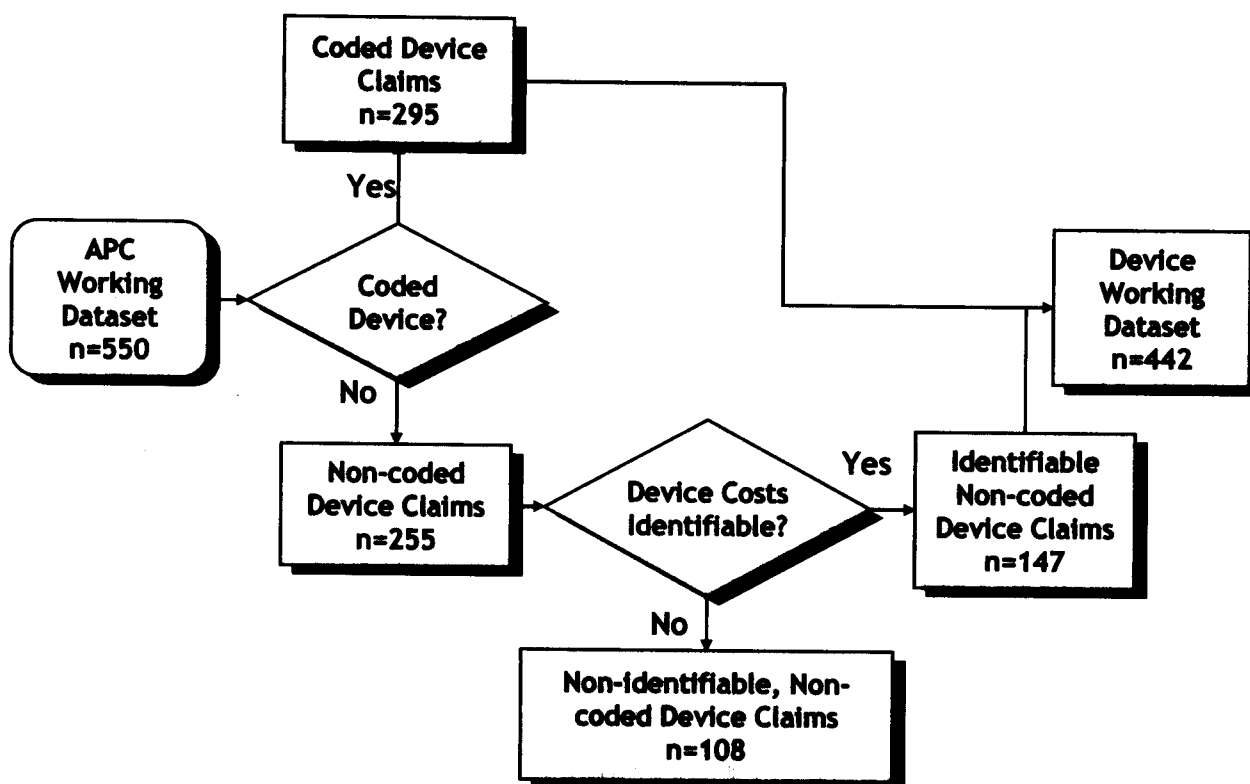 Coded Device
Claims
n=295
Yes
APC
Working
Dataset
n=550
Coded
Device?
Device
Working
Dataset
n=442
No
Non-coded
Device Claims
n=255
Device Costs
Identifiable?
Yes
Identifiable
Non-coded
Device Claims
n=147
No
Non-identifiable, Non-
coded Device Claims
n=108